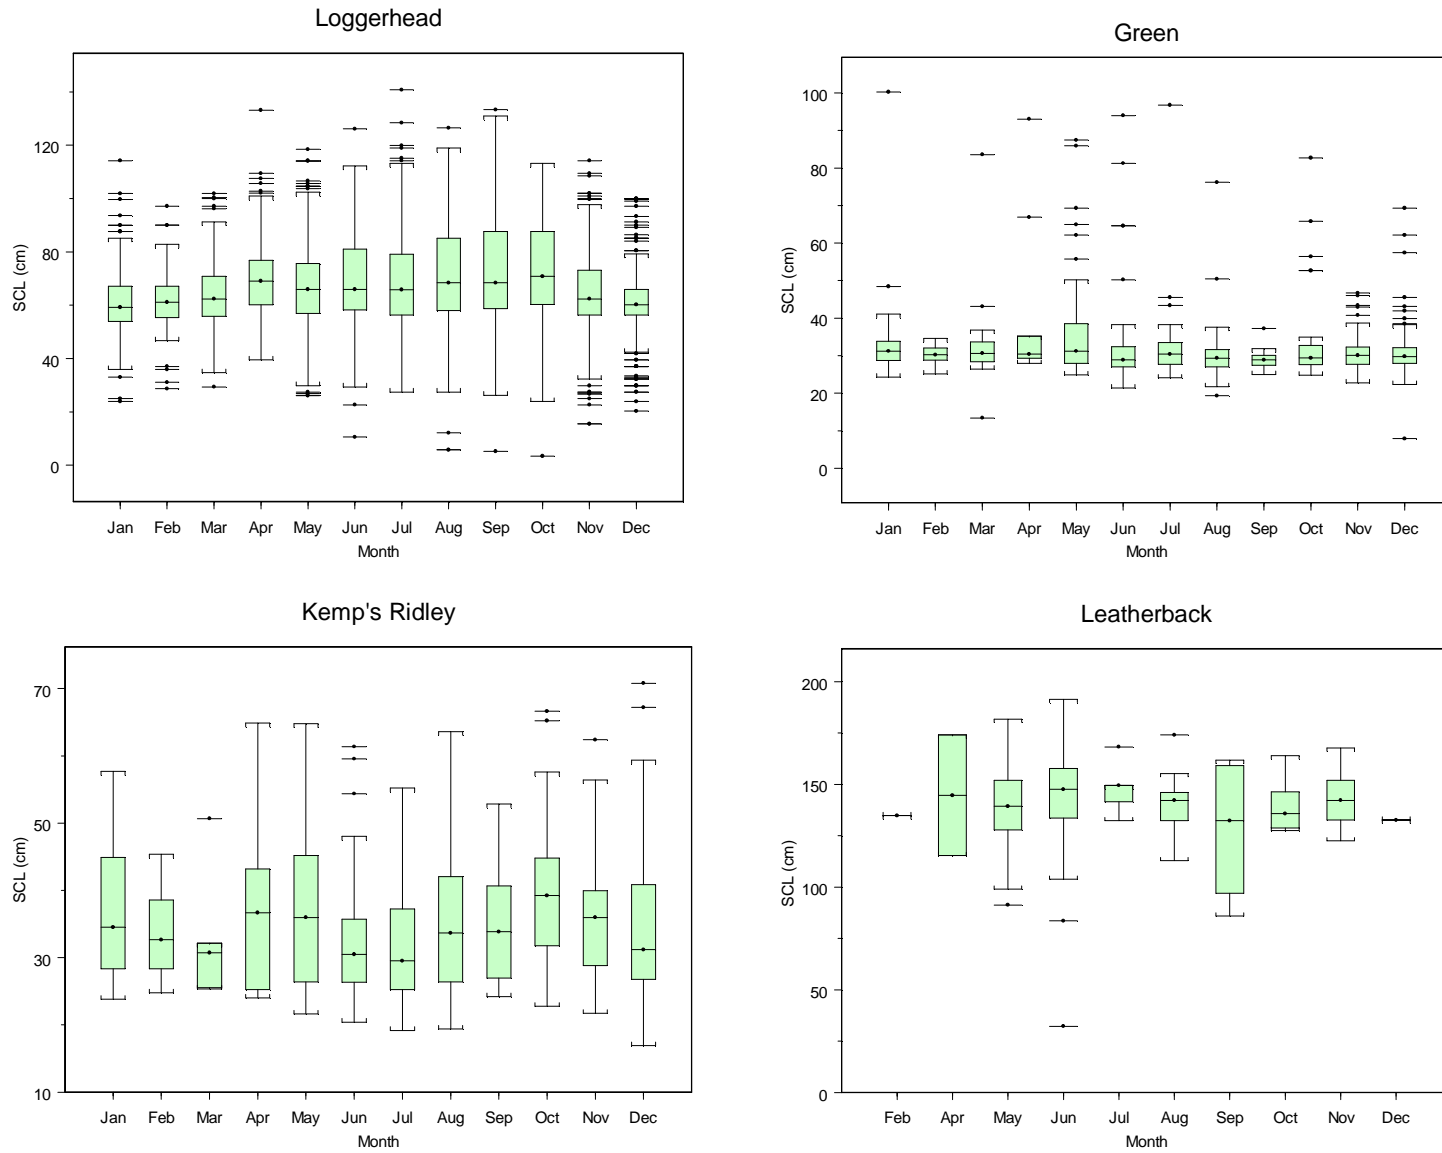 Loggerhead
SCL (cm)
120
80
40
0
Jan Feb Mar Apr May Jun Jul Aug Sep Oct Nov Dec
Month
Green
SCL (cm)
100
80
60
40
20
0
Jan Feb Mar Apr May Jun Jul Aug Sep Oct Nov Dec
Month
Kemp's Ridley
SCL (cm)
70
50
30
10
Jan Feb Mar Apr May Jun Jul Aug Sep Oct Nov Dec
Month
Leatherback
SCL (cm)
200
150
100
50
0
Feb Apr May Jun Jul Aug Sep Oct Nov Dec
Month